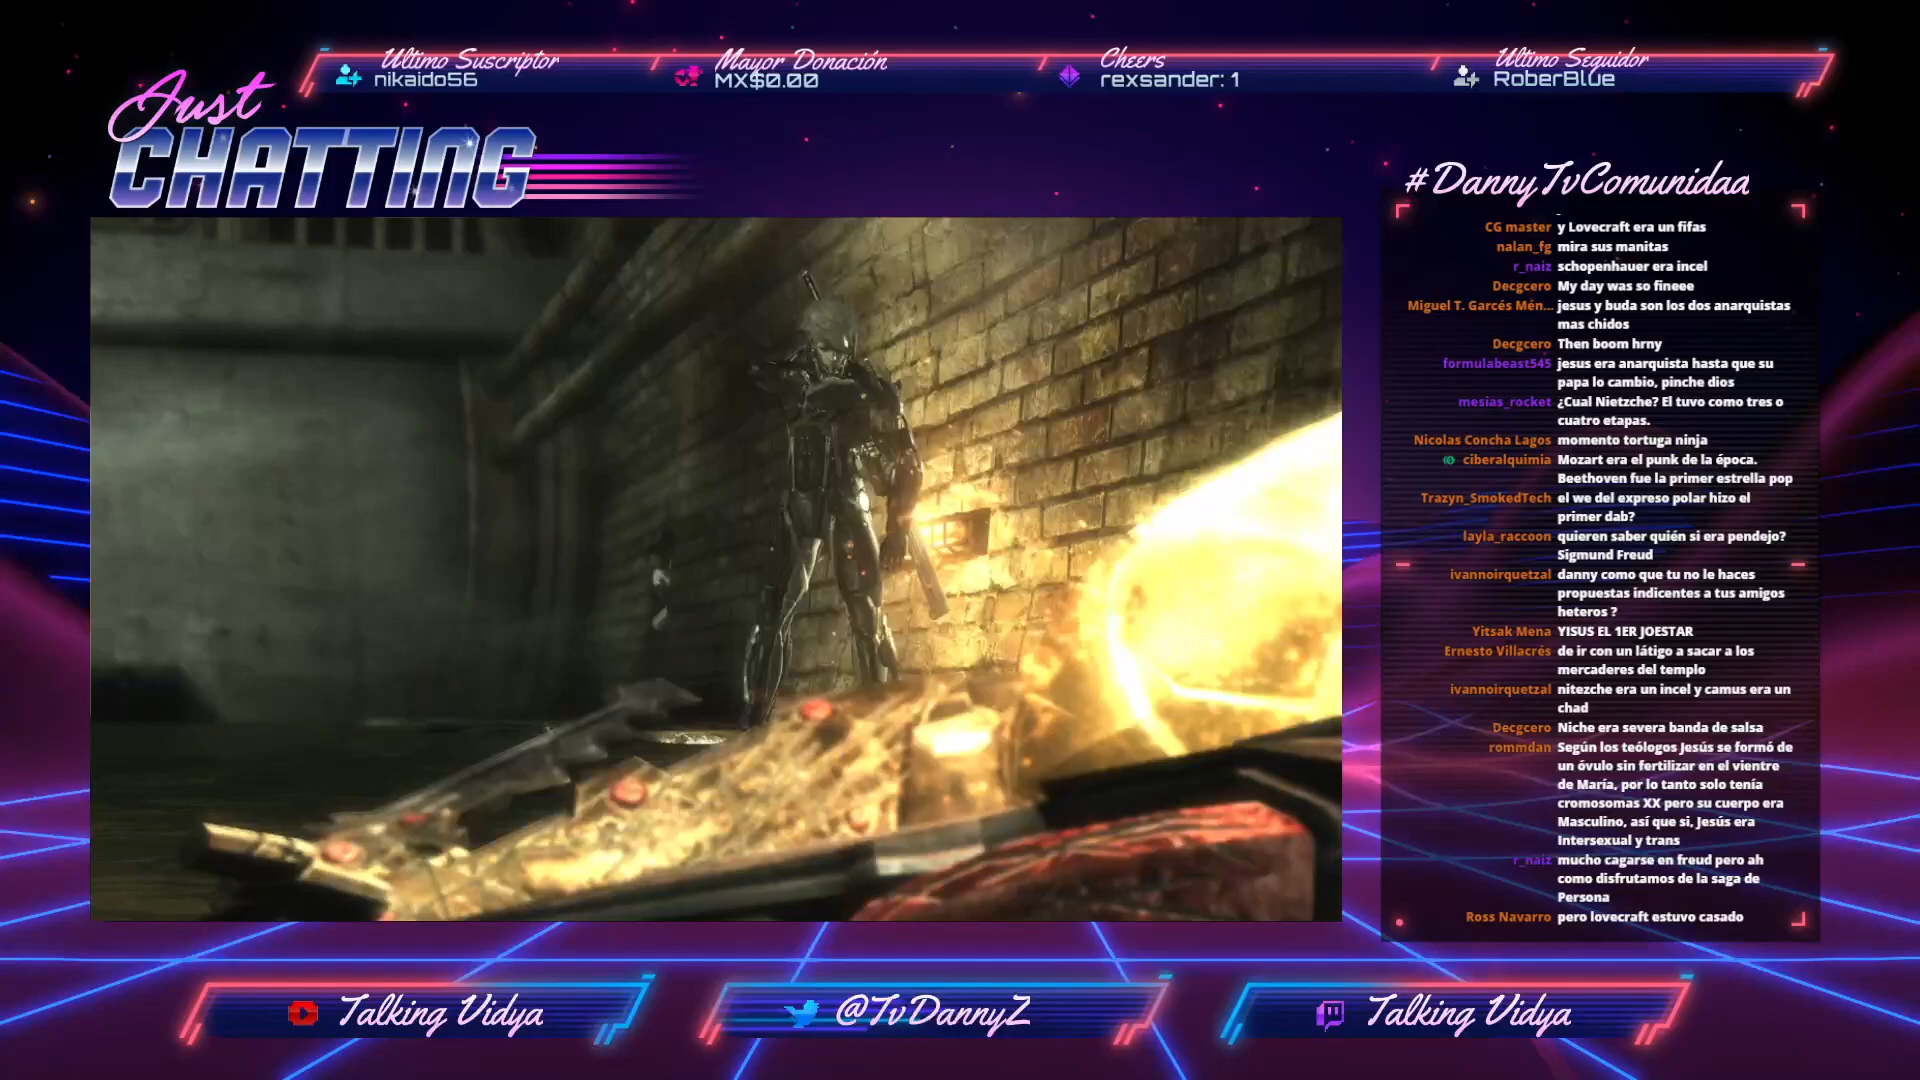 Ultimo Suscriptor
nikaido56
Mayor Donación
MX$0.00
Cheers
rexsander: 1
Ultimo Seguidor
RoberBlue
Just
CHATTING
#DannyTvComunidad
CG master y Lovecraft era un fifas
nalan_fg mira sus manitas
r_naiz schopenhauer era incel
Decgcero My day was so fineee
Miguel T. Garcés Mén... jesus y buda son los dos anarquistas
mas chidos
Decgcero Then boom hrny
formulabeast545 jesus era anarquista hasta que su
papa lo cambio, pinche dios
mesias_rocket ¿Cual Nietzche? El tuvo como tres o
cuatro etapas.
Nicolas Concha Lagos momento tortuga ninja
ciberalquimia Mozart era el punk de la época.
Beethoven fue la primer estrella pop
Trazyn_SmokedTech el we del expreso polar hizo el
primer dab?
layla_raccoon quieren saber quién si era pendejo?
Sigmund Freud
ivannoirquetzal danny como que tu no le haces
propuestas indicentes a tus amigos
heteros ?
Yitsak Mena YISUS EL 1ER JOESTAR
Ernesto Villacrés de ir con un látigo a sacar a los
mercaderes del templo
ivannoirquetzal nitezche era un incel y camus era un
chad
Decgcero Niche era severa banda de salsa
rommdan Según los teólogos Jesús se formó de
un óvulo sin fertilizar en el vientre
de María, por lo tanto solo tenía
cromosomas XX pero su cuerpo era
Masculino, así que si, Jesús era
Intersexual y trans
r_naiz mucho cagarse en freud pero ah
como disfrutamos de la saga de
Persona
Ross Navarro pero lovecraft estuvo casado
Talking Vidya
@TvDannyZ
Talking Vidya